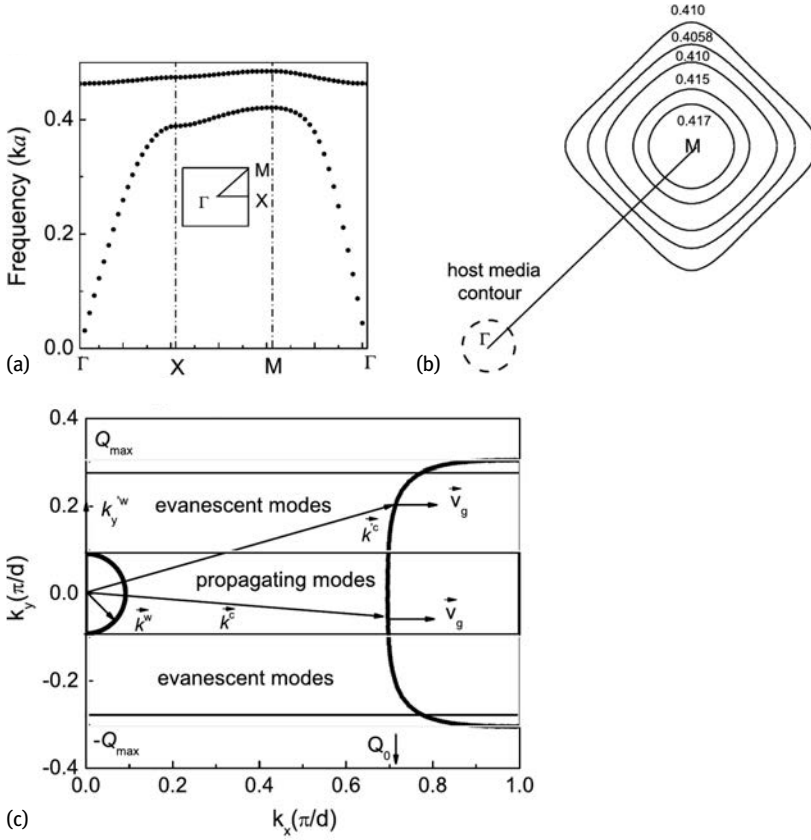 Frequency (ka)
0.4
0.2
0.0
Γ
X
M
Γ
M
X
Γ
(a)
0.410
0.4058
0.410
0.415
0.417
M
host media
contour
Γ
(b)
0.4
0.2
0.0
-0.2
-0.4
k_y(π/d)
Q_max
k_y^'w
evanescent modes
v_g
k^'c
propagating modes
k^w
k^c
v_g
evanescent modes
-Q_max
Q_0
0.0 0.2 0.4 0.6 0.8 1.0
k_x(π/d)
(c)